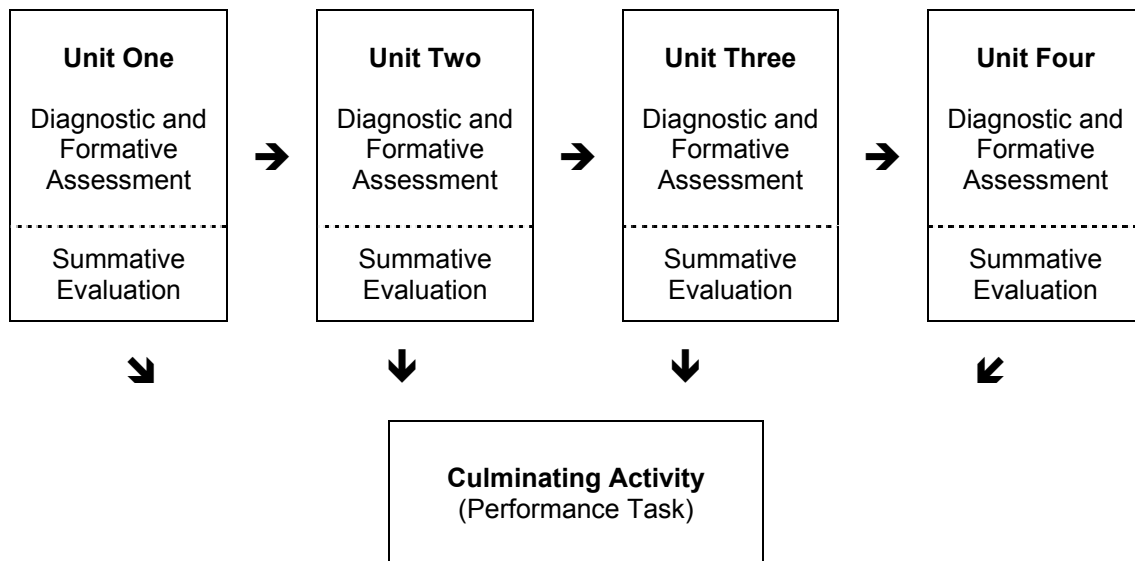 Unit One
Diagnostic and
Formative
Assessment
Summative
Evaluation
Unit Two
Diagnostic and
Formative
Assessment
Summative
Evaluation
Unit Three
Diagnostic and
Formative
Assessment
Summative
Evaluation
Unit Four
Diagnostic and
Formative
Assessment
Summative
Evaluation
Culminating Activity
(Performance Task)